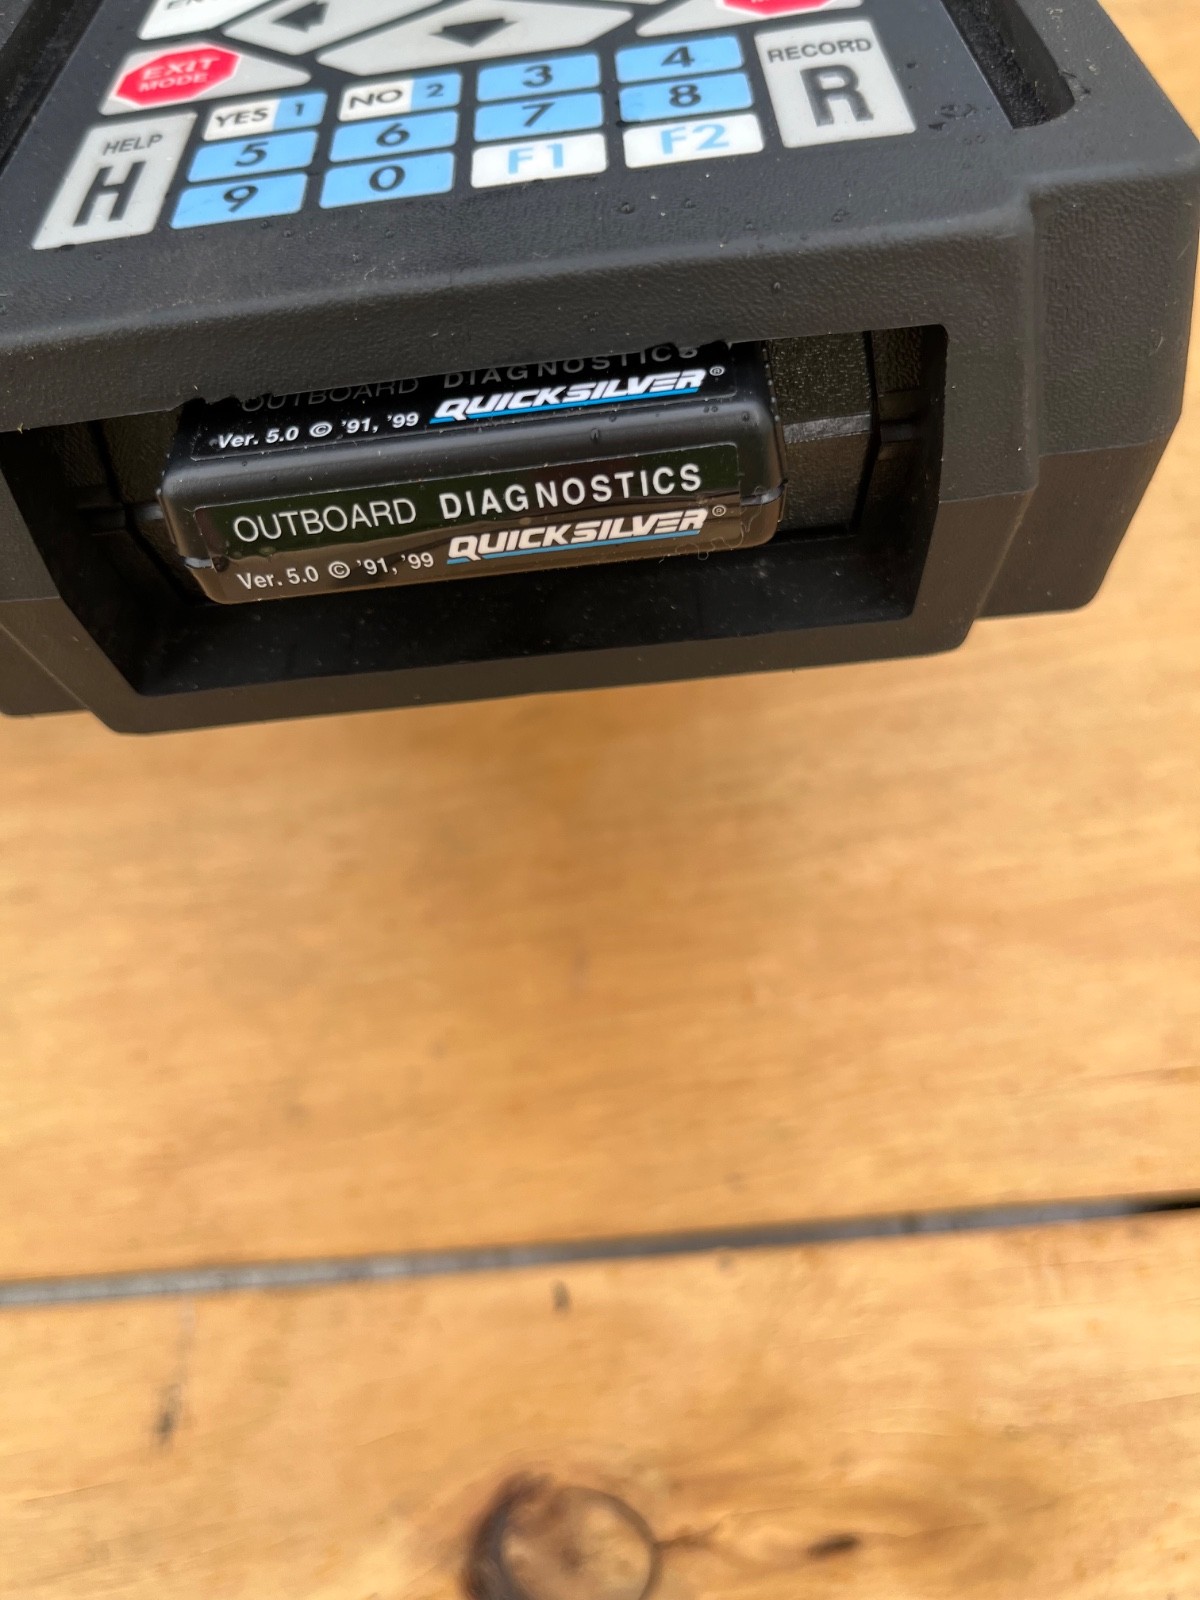 EXIT
MODE
YES 1
NO 2
3
4
RECORD
R
HELP
H
5
6
7
8
9
0
F1
F2
OUTBOARD DIAGNOSTICS
Ver. 5.0 © '91, '99 QUICKSILVER®
OUTBOARD DIAGNOSTICS
Ver. 5.0 © '91, '99 QUICKSILVER®